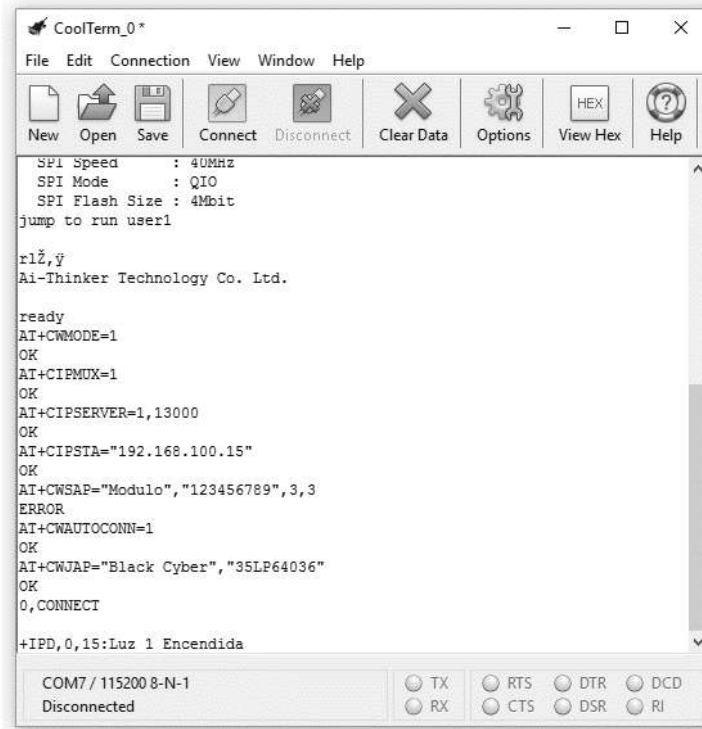 CoolTerm_0 *
File Edit Connection View Window Help
New Open Save Connect Disconnect Clear Data Options HEX View Hex Help
SPI Speed : 40MHz
SPI Mode : QIO
SPI Flash Size : 4Mbit
jump to run user1
rlŽ,ÿ
Ai-Thinker Technology Co. Ltd.
ready
AT+CWMODE=1
OK
AT+CIPMUX=1
OK
AT+CIPSERVER=1,13000
OK
AT+CIPSTA="192.168.100.15"
OK
AT+CWSAP="Modulo","123456789",3,3
ERROR
AT+CWAUTOCONN=1
OK
AT+CWJAP="Black Cyber","35LP64036"
OK
0,CONNECT
+IPD,0,15:Luz 1 Encendida
COM7 / 115200 8-N-1 TX RTS DTR DCD
Disconnected RX CTS DSR RI